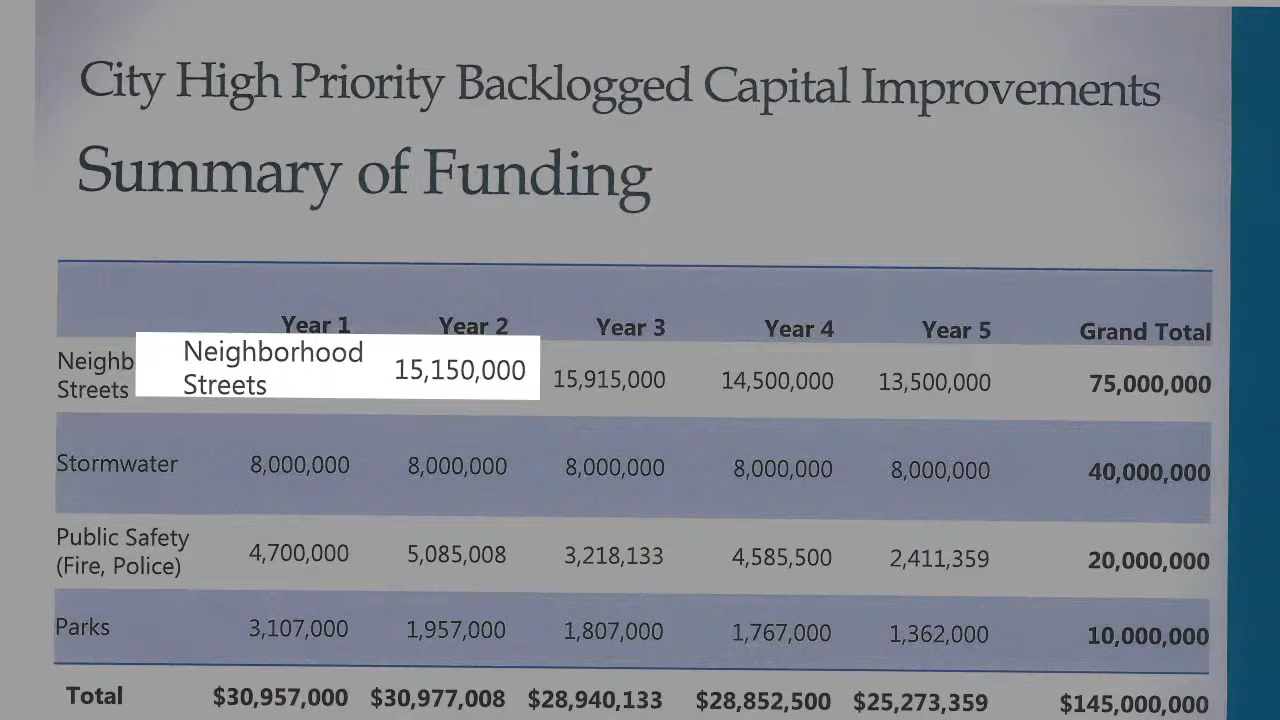 City High Priority Backlogged Capital Improvements
Summary of Funding
Year 1 Year 2 Year 3 Year 4 Year 5 Grand Total
Neighb
Streets
Neighborhood
Streets
15,150,000 15,915,000 14,500,000 13,500,000 75,000,000
Stormwater 8,000,000 8,000,000 8,000,000 8,000,000 8,000,000 40,000,000
Public Safety
(Fire, Police) 4,700,000 5,085,008 3,218,133 4,585,500 2,411,359 20,000,000
Parks 3,107,000 1,957,000 1,807,000 1,767,000 1,362,000 10,000,000
Total $30,957,000 $30,977,008 $28,940,133 $28,852,500 $25,273,359 $145,000,000